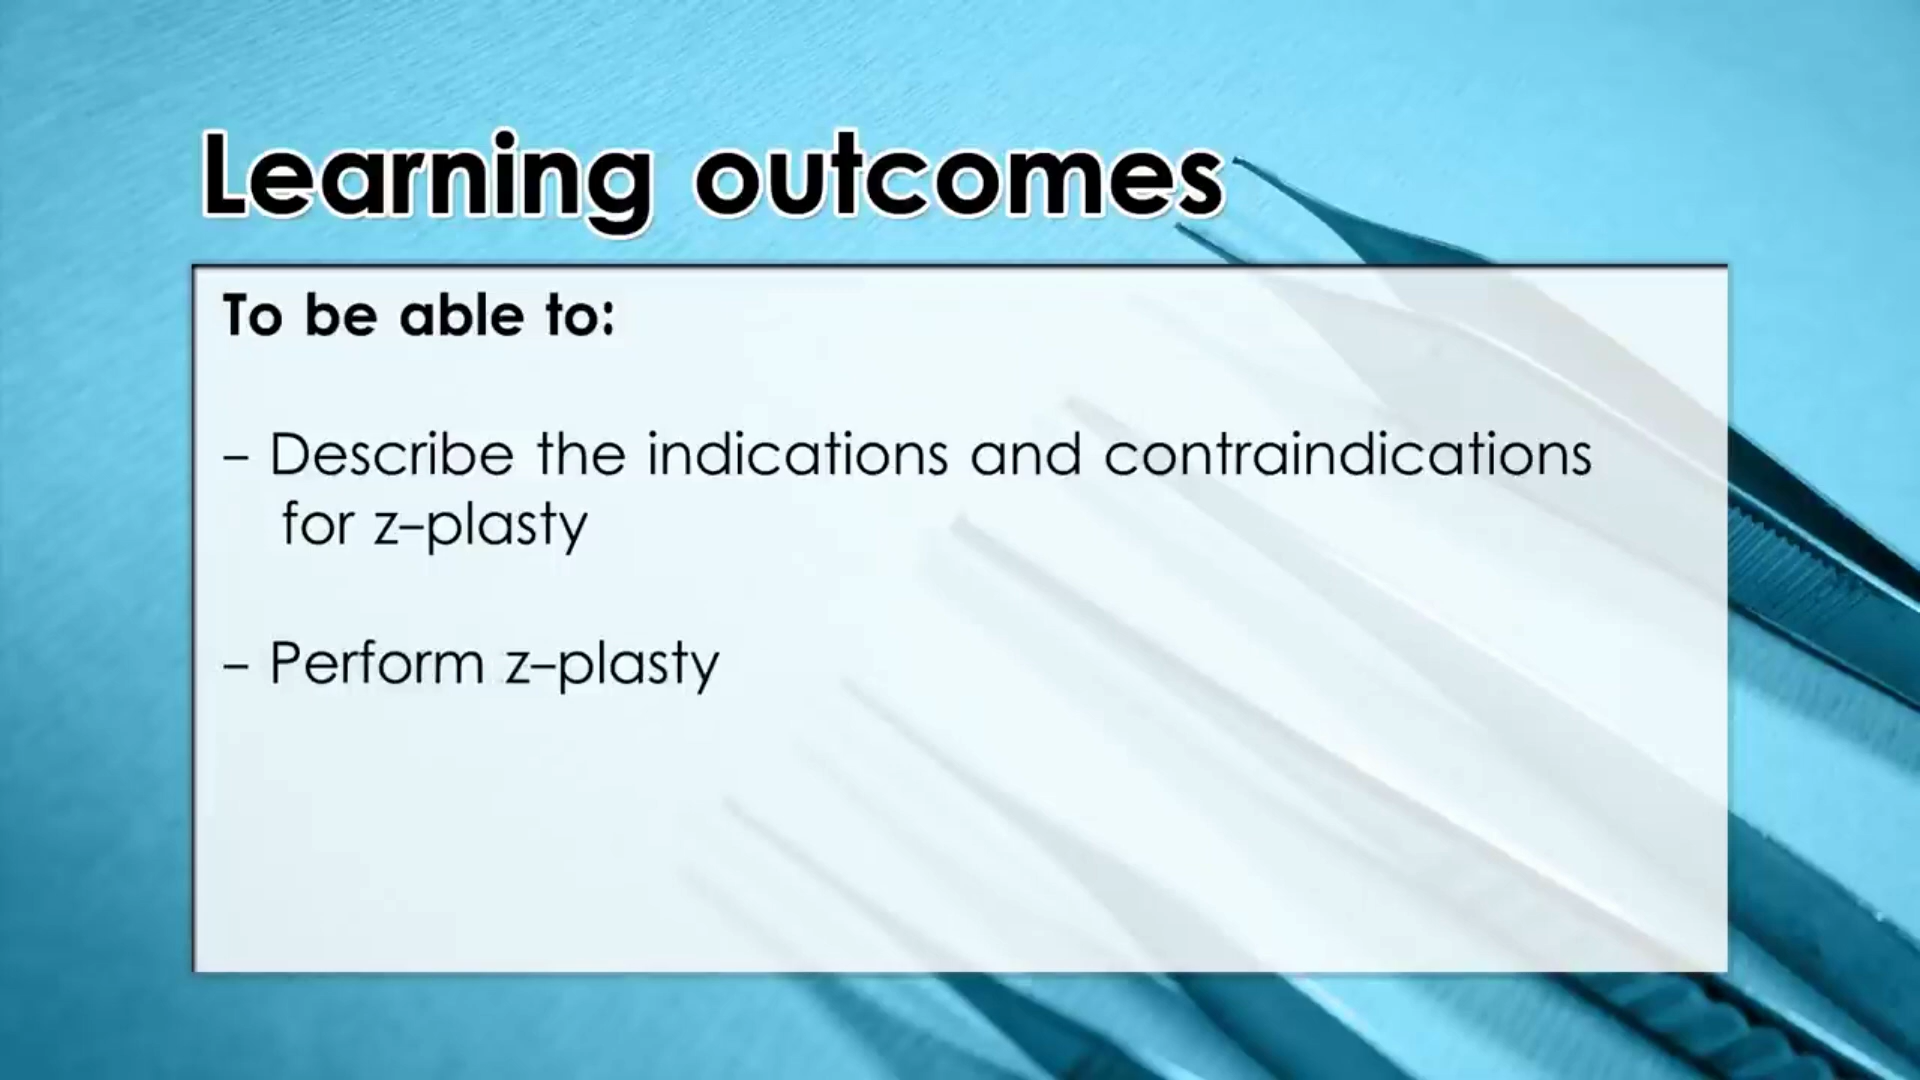 Learning outcomes
To be able to:
– Describe the indications and contraindications
for z–plasty
– Perform z–plasty